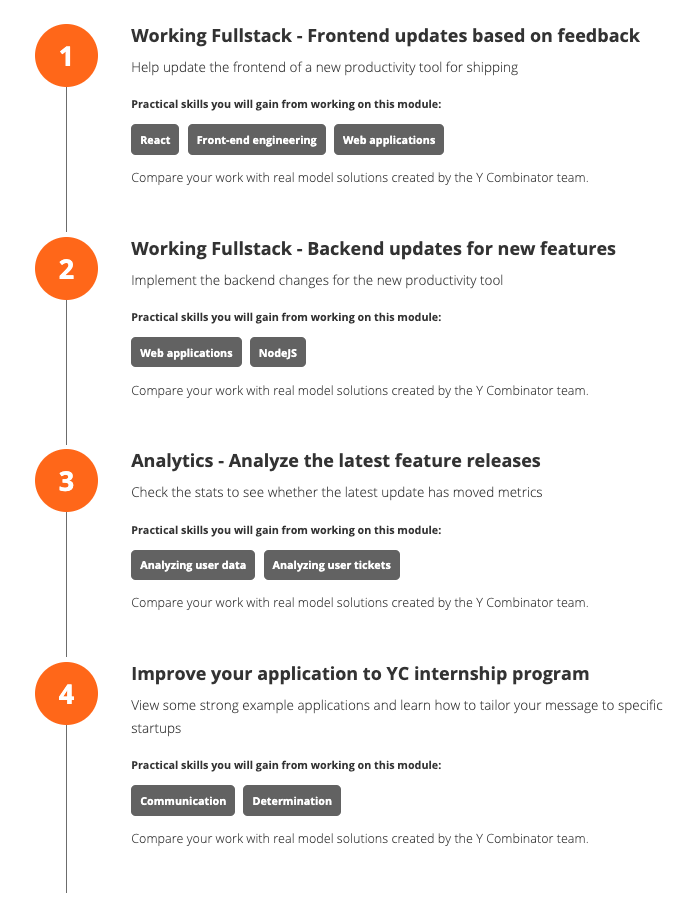 1
Working Fullstack - Frontend updates based on feedback
Help update the frontend of a new productivity tool for shipping
Practical skills you will gain from working on this module:
React Front-end engineering Web applications
Compare your work with real model solutions created by the Y Combinator team.
2
Working Fullstack - Backend updates for new features
Implement the backend changes for the new productivity tool
Practical skills you will gain from working on this module:
Web applications NodeJS
Compare your work with real model solutions created by the Y Combinator team.
3
Analytics - Analyze the latest feature releases
Check the stats to see whether the latest update has moved metrics
Practical skills you will gain from working on this module:
Analyzing user data Analyzing user tickets
Compare your work with real model solutions created by the Y Combinator team.
4
Improve your application to YC internship program
View some strong example applications and learn how to tailor your message to specific
startups
Practical skills you will gain from working on this module:
Communication Determination
Compare your work with real model solutions created by the Y Combinator team.